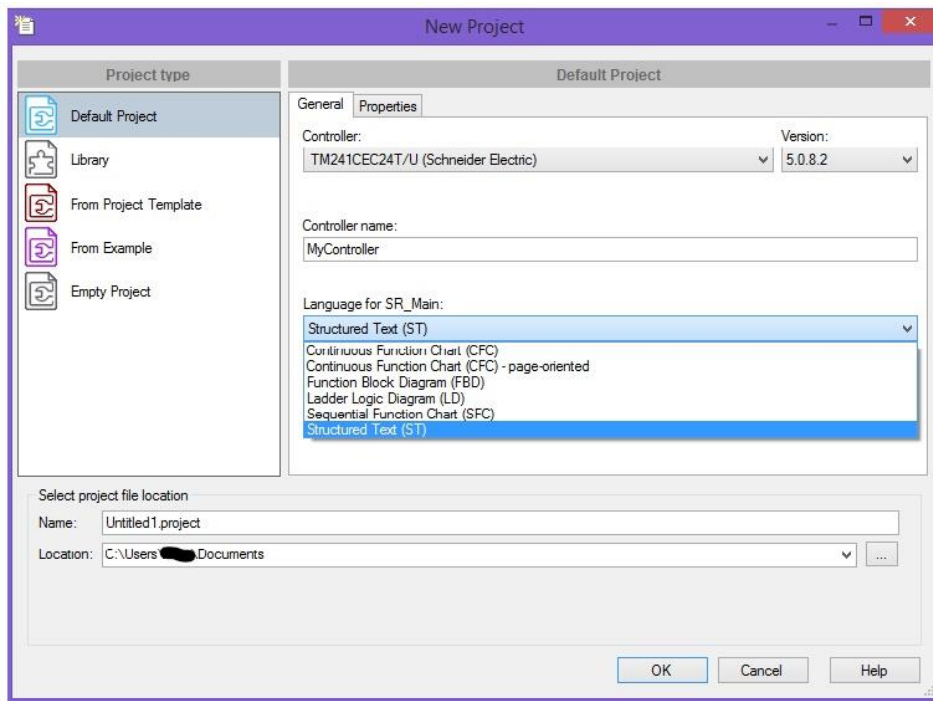 New Project
Project type
Default Project
Library
From Project Template
From Example
Empty Project
Default Project
General Properties
Controller: Version:
TM241CEC24T/U (Schneider Electric) 5.0.8.2
Controller name:
MyController
Language for SR_Main:
Structured Text (ST)
Continuous Function Chart (CFC)
Continuous Function Chart (CFC) - page-oriented
Function Block Diagram (FBD)
Ladder Logic Diagram (LD)
Sequential Function Chart (SFC)
Structured Text (ST)
Select project file location
Name: Untitled1.project
Location: C:\Users\ \Documents ...
OK Cancel Help